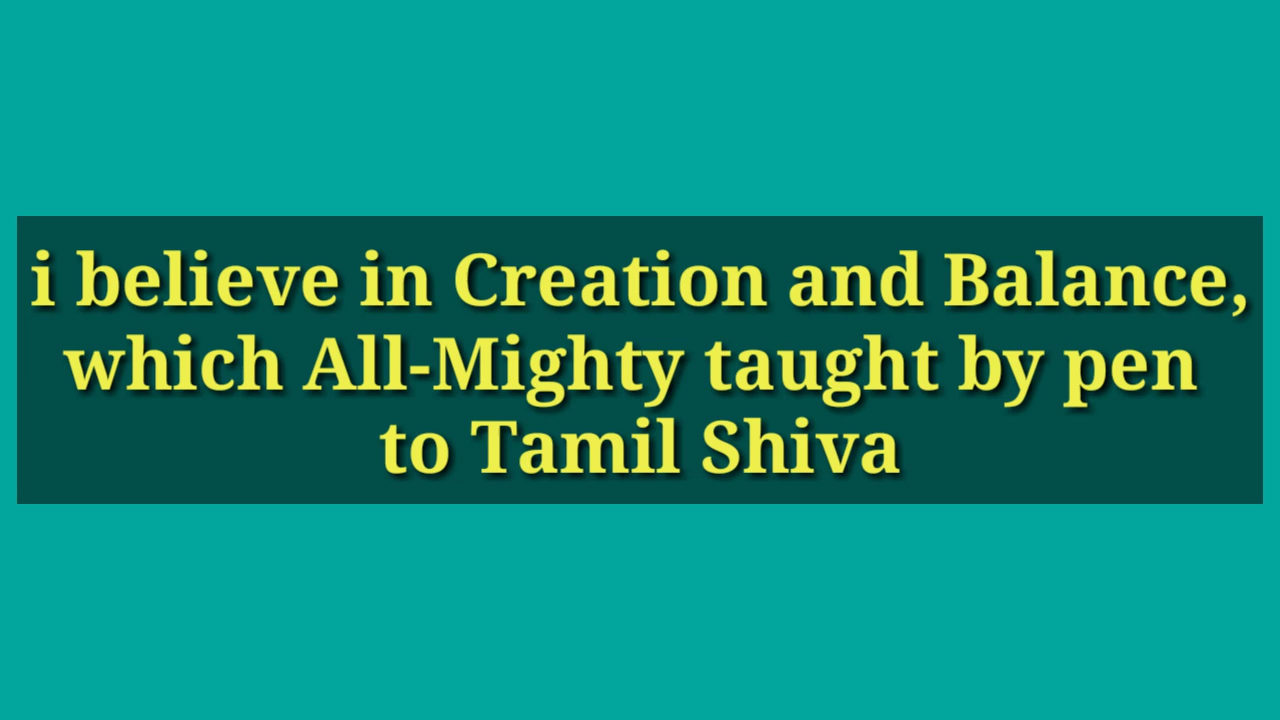 i believe in Creation and Balance,
which All-Mighty taught by pen
to Tamil Shiva